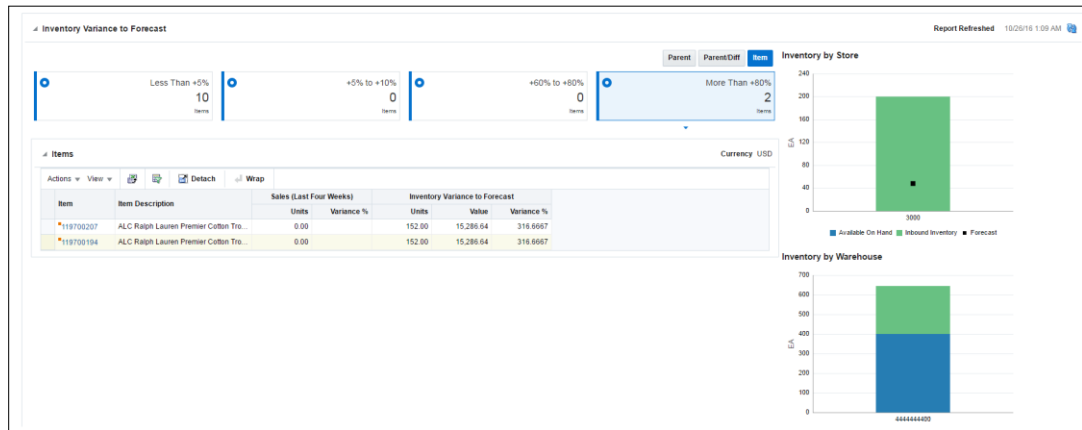 Inventory Variance to Forecast
Report Refreshed 10/26/16 1:09 AM
Parent Parent/Diff Item
Less Than +5%
10
Items
+5% to +10%
0
Items
+60% to +80%
0
Items
More Than +80%
2
Items
Items
Currency USD
Actions View Detach Wrap
Item Item Description Sales (Last Four Weeks) Inventory Variance to Forecast
Units Variance % Units Value Variance %
119700207 ALC Ralph Lauren Premier Cotton Tro... 0.00 152.00 15,286.64 316.6667
119700194 ALC Ralph Lauren Premier Cotton Tro... 0.00 152.00 15,286.64 316.6667
Inventory by Store
240
200
160
120
80
40
0
EA
3000
Available On Hand Inbound Inventory Forecast
Inventory by Warehouse
700
600
500
400
300
200
100
0
EA
4444444400